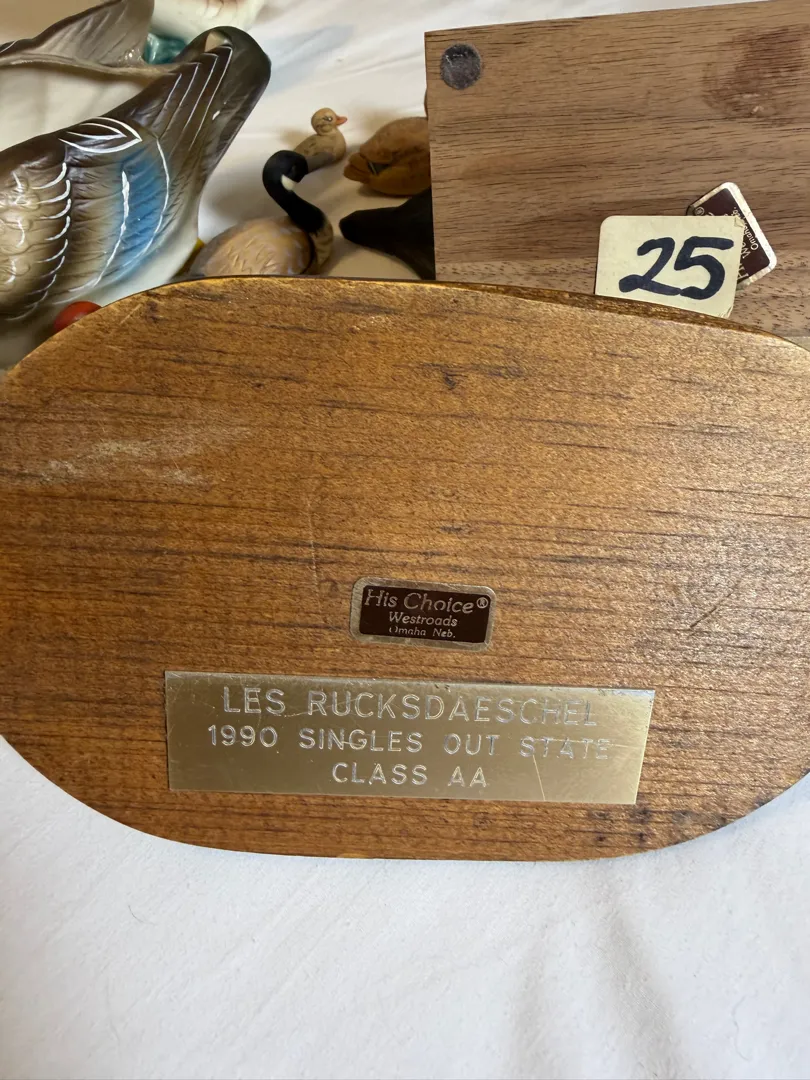 25
His Choice®
Westroads
Omaha Neb.
LES RUCKSDAESCHEL
1990 SINGLES OUT STATE
CLASS AA